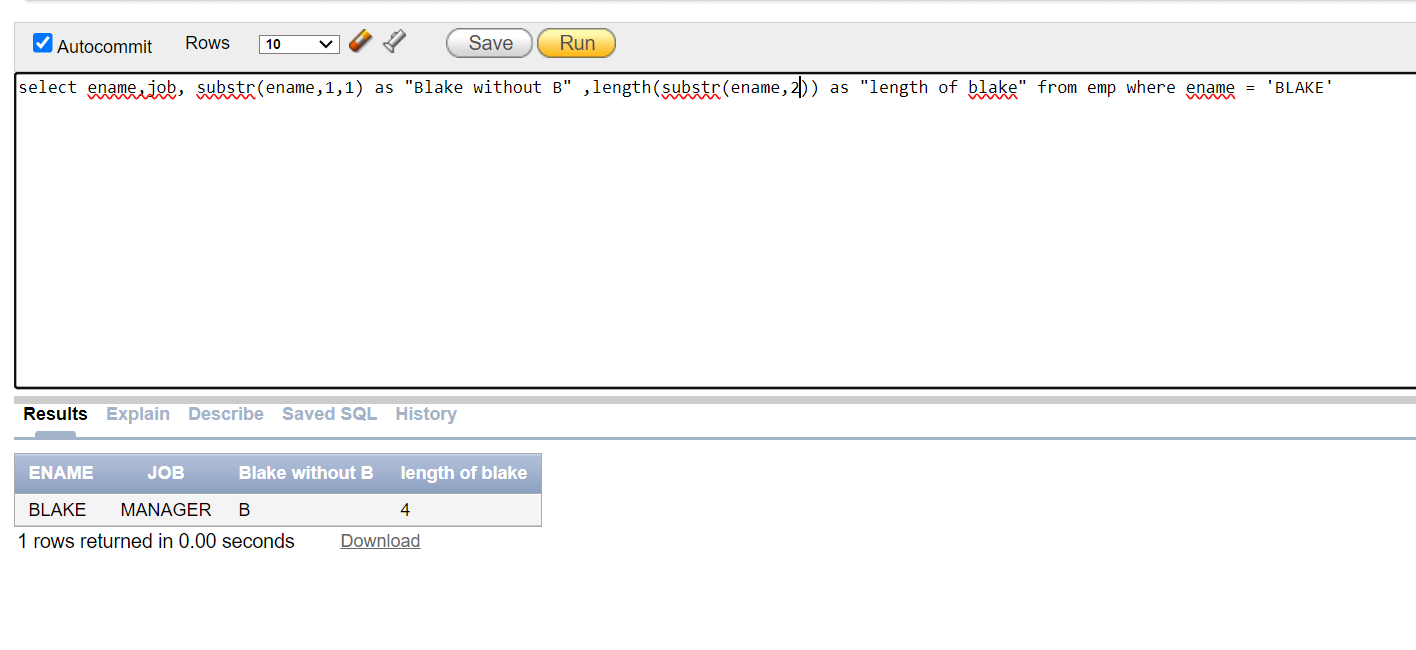 Autocommit Rows 10 Save Run
select ename,job, substr(ename,1,1) as "Blake without B" ,length(substr(ename,2)) as "length of blake" from emp where ename = 'BLAKE'
Results Explain Describe Saved SQL History
ENAME JOB Blake without B length of blake
BLAKE MANAGER B 4
1 rows returned in 0.00 seconds Download